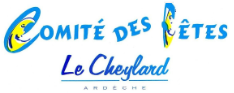 COMITÉ DES FÊTES
Le Cheylard
ARDÈCHE